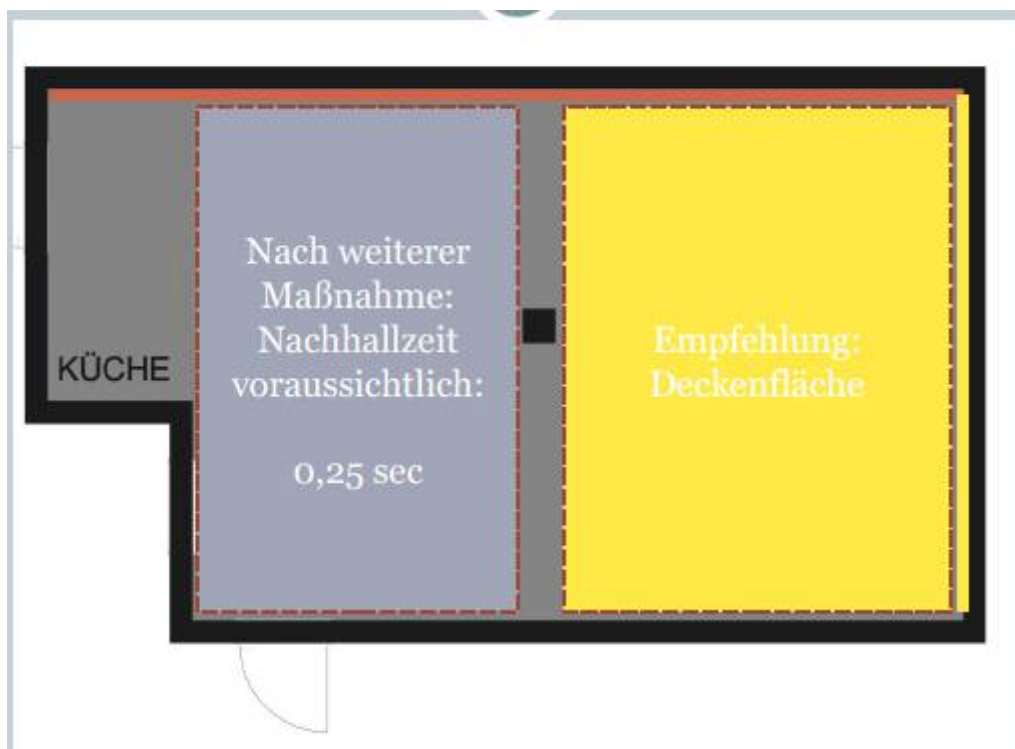 KÜCHE
Nach weiterer
Maßnahme:
Nachhallzeit
voraussichtlich:
0,25 sec
Empfehlung:
Deckenfläche